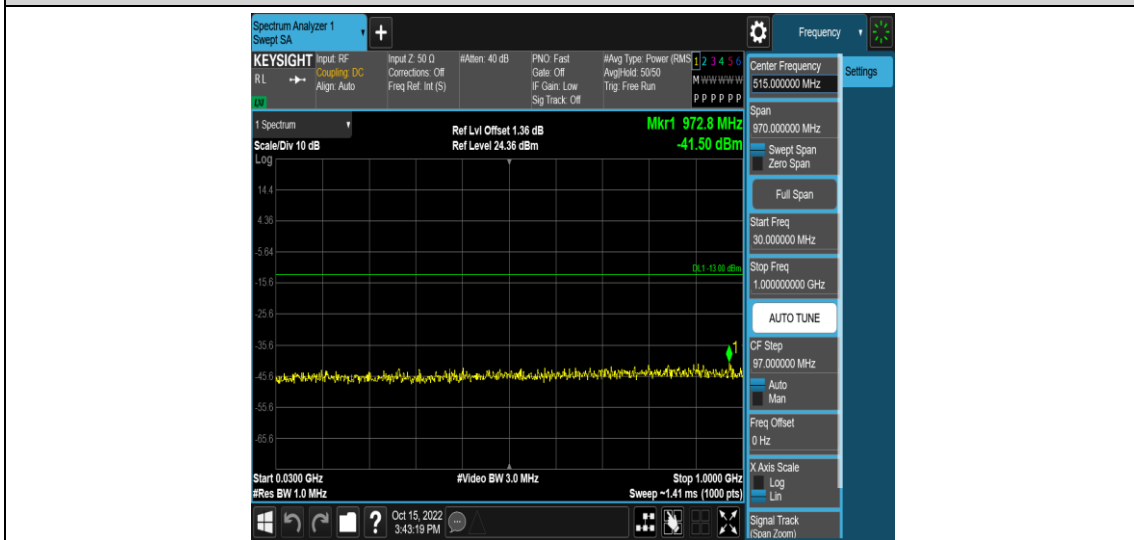 Spectrum Analyzer 1
Swept SA
+
Frequency
KEYSIGHT
RL
LXI
Input: RF
Coupling: DC
Align: Auto
Input Z: 50 Ω
Corrections: Off
Freq Ref: Int (S)
#Atten: 40 dB
PNO: Fast
Gate: Off
IF Gain: Low
Sig Track: Off
#Avg Type: Power (RMS
Avg|Hold: 50/50
Trig: Free Run
1 2 3 4 5 6
M W W W W W
P P P P P P
1 Spectrum
Scale/Div 10 dB
Ref Lvl Offset 1.36 dB
Ref Level 24.36 dBm
Mkr1 972.8 MHz
-41.50 dBm
Log
14.4
4.36
-5.64
DL1 -13.00 dBm
-15.6
-25.6
-35.6
1
-45.6
-55.6
-65.6
Start 0.0300 GHz
#Res BW 1.0 MHz
#Video BW 3.0 MHz
Stop 1.0000 GHz
Sweep ~1.41 ms (1000 pts)
?
Oct 15, 2022
3:43:19 PM
Center Frequency
515.000000 MHz
Settings
Span
970.000000 MHz
Swept Span
Zero Span
Full Span
Start Freq
30.000000 MHz
Stop Freq
1.000000000 GHz
AUTO TUNE
CF Step
97.000000 MHz
Auto
Man
Freq Offset
0 Hz
X Axis Scale
Log
Lin
Signal Track
(Span Zoom)